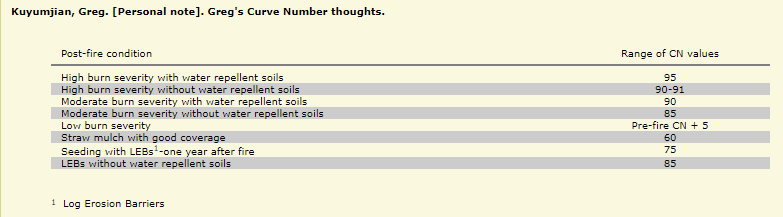 Kuyumjian, Greg. [Personal note]. Greg's Curve Number thoughts.
Post-fire condition Range of CN values
High burn severity with water repellent soils 95
High burn severity without water repellent soils 90-91
Moderate burn severity with water repellent soils 90
Moderate burn severity without water repellent soils 85
Low burn severity Pre-fire CN + 5
Straw mulch with good coverage 60
Seeding with LEBs¹-one year after fire 75
LEBs without water repellent soils 85
¹ Log Erosion Barriers